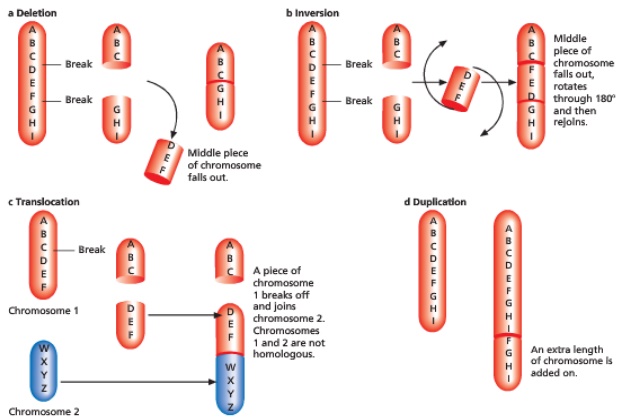 a Deletion
A
B
C
D
E
F
G
H
I
Break
Break
A
B
C
G
H
I
D
E
F
Middle piece
of chromosome
falls out.
A
B
C
G
H
I
b Inversion
A
B
C
D
E
F
G
H
I
Break
Break
A
B
C
G
H
I
D
E
F
A
B
C
F
E
D
G
H
I
Middle
piece of
chromosome
falls out,
rotates
through 180°
and then
rejoins.
c Translocation
A
B
C
D
E
F
Break
Chromosome 1
A
B
C
D
E
F
W
X
Y
Z
Chromosome 2
A
B
C
D
E
F
W
X
Y
Z
A piece of
chromosome
1 breaks off
and joins
chromosome 2.
Chromosomes
1 and 2 are not
homologous.
d Duplication
A
B
C
D
E
F
G
H
I
A
B
C
D
E
F
G
H
I
F
G
H
I
An extra length
of chromosome is
added on.